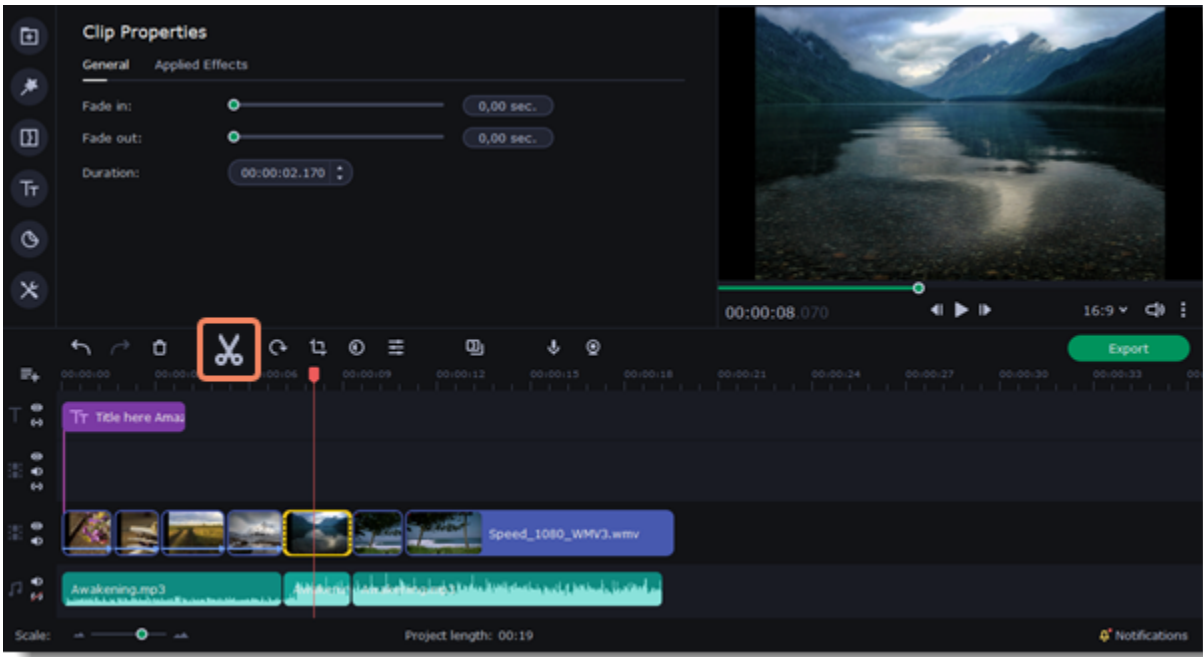 Clip Properties
General Applied Effects
Fade in: 0,00 sec.
Fade out: 0,00 sec.
Duration: 00:00:02.170
00:00:08.070
16:9
Export
00:00:00 00:00:06 00:00:09 00:00:12 00:00:15 00:00:18 00:00:21 00:00:24 00:00:27 00:00:30 00:00:33
Title here
Speed_1080_WMV3.wmv
Awakening.mp3 Awakening.mp3
Scale: Project length: 00:19 Notifications